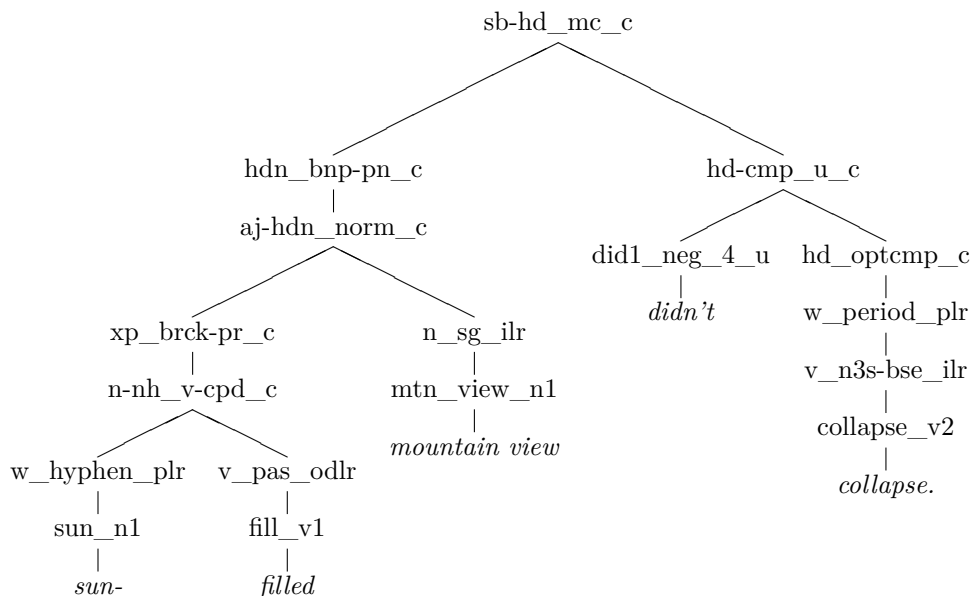 sb-hd_mc_c
hdn_bnp-pn_c hd-cmp_u_c
aj-hdn_norm_c
did1_neg_4_u hd_optcmp_c
didn't w_period_plr
xp_brck-pr_c n_sg_ilr
v_n3s-bse_ilr
n-nh_v-cpd_c mtn_view_n1
collapse_v2
mountain view
w_hyphen_plr v_pas_odlr
collapse.
sun_n1 fill_v1
sun- filled